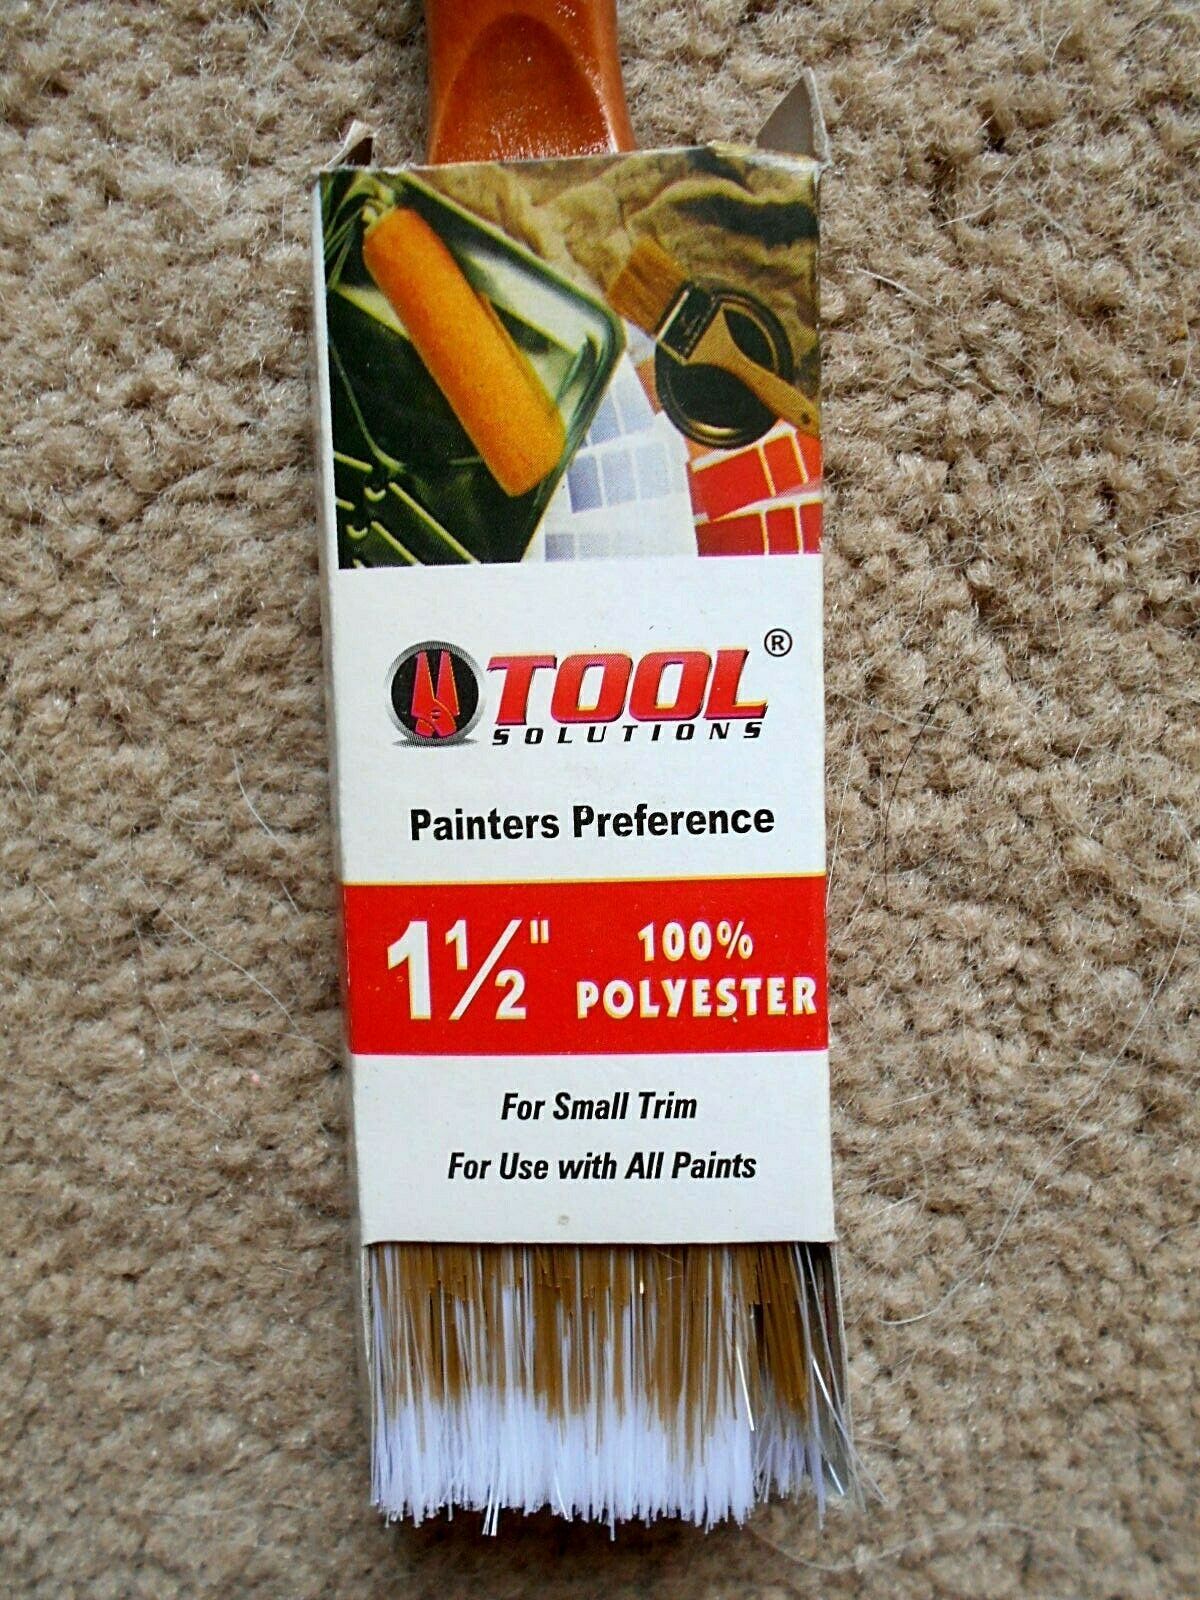 TOOL ®
SOLUTIONS
Painters Preference
1½" 100%
POLYESTER
For Small Trim
For Use with All Paints